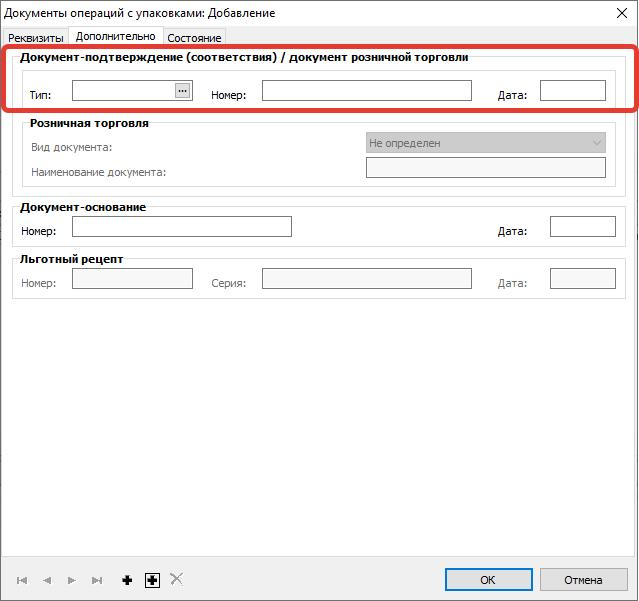 Документы операций с упаковками: Добавление
Реквизиты Дополнительно Состояние
Документ-подтверждение (соответствия) / документ розничной торговли
Тип: ... Номер: Дата:
Розничная торговля
Вид документа: Не определен
Наименование документа:
Документ-основание
Номер: Дата:
Льготный рецепт
Номер: Серия: Дата:
ОК Отмена